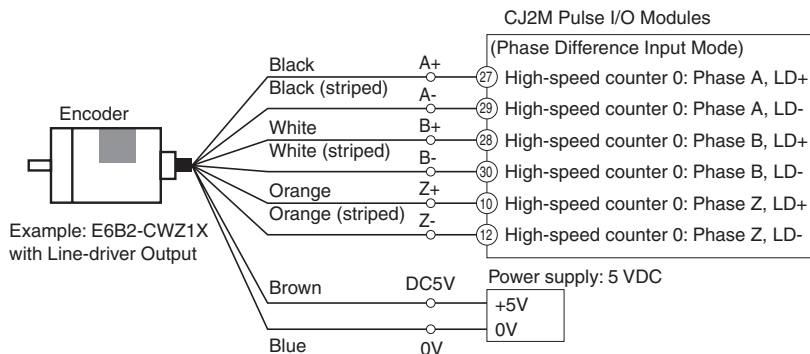 CJ2M Pulse I/O Modules
(Phase Difference Input Mode)
Encoder
Example: E6B2-CWZ1X
with Line-driver Output
Black A+ 27 High-speed counter 0: Phase A, LD+
Black (striped) A- 29 High-speed counter 0: Phase A, LD-
White B+ 28 High-speed counter 0: Phase B, LD+
White (striped) B- 30 High-speed counter 0: Phase B, LD-
Orange Z+ 10 High-speed counter 0: Phase Z, LD+
Orange (striped) Z- 12 High-speed counter 0: Phase Z, LD-
Power supply: 5 VDC
Brown DC5V +5V
0V
Blue 0V